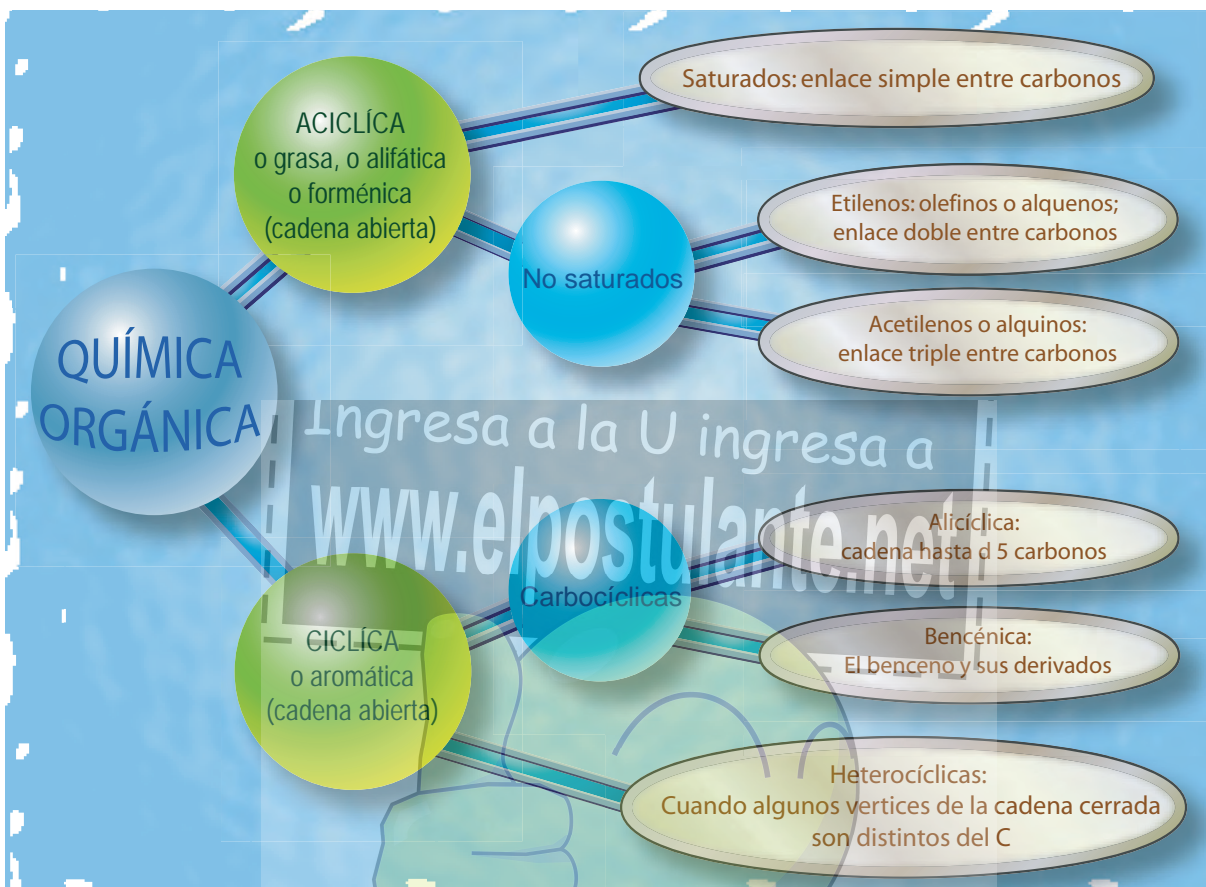 Saturados: enlace simple entre carbonos
ACICLÍCA
o grasa, o alifática
o forménica
(cadena abierta)
Etilenos: olefinos o alquenos;
enlace doble entre carbonos
No saturados
Acetilenos o alquinos:
enlace triple entre carbonos
QUÍMICA
ORGÁNICA
Ingresa a la U ingresa a
www.elpostulante.net
Alicíclica:
cadena hasta d 5 carbonos
Carbocíclicas
Bencénica:
El benceno y sus derivados
CICLÍCA
o aromática
(cadena abierta)
Heterocíclicas:
Cuando algunos vertices de la cadena cerrada
son distintos del C